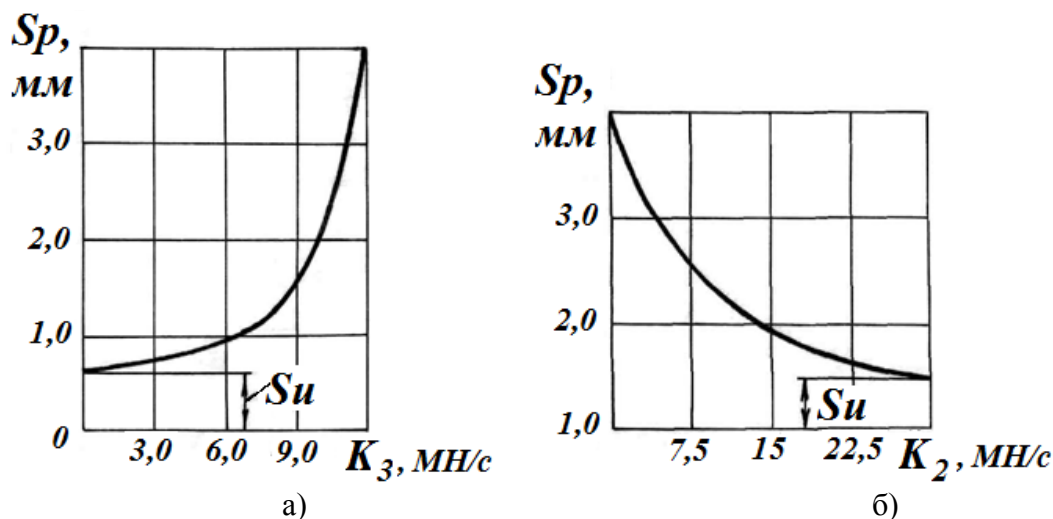 Sp,
мм
3,0
2,0
1,0
0
Su
3,0 6,0 9,0 K3, МН/с
а)
Sp,
мм
3,0
2,0
1,0
Su
7,5 15 22,5 K2, МН/с
б)